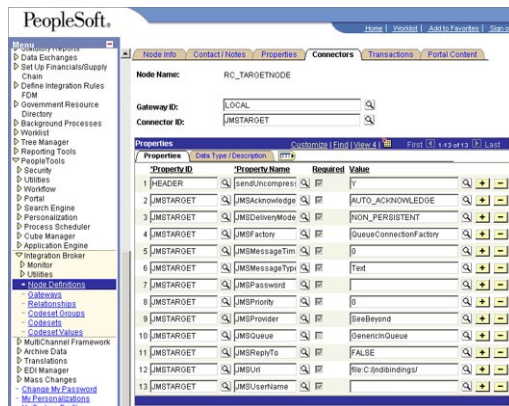 PeopleSoft.
Home | Worklist | Add to Favorites | Sign o
Menu
Statutory Reports
Data Exchanges
Set Up Financials/Supply
Chain
Define Integration Rules
FDM
Government Resource
Directory
Background Processes
Worklist
Tree Manager
Reporting Tools
PeopleTools
Security
Utilities
Workflow
Portal
Search Engine
Personalization
Process Scheduler
Cube Manager
Application Engine
Integration Broker
Monitor
Utilities
- Node Definitions
- Gateways
- Relationships
- Codeset Groups
- Codesets
- Codeset Values
MultiChannel Framework
Archive Data
Translations
EDI Manager
Mass Changes
- Change My Password
- My Personalizations
Node Info Contact / Notes Properties Connectors Transactions Portal Content
Node Name: RC_TARGETNODE
Gateway ID: LOCAL
Connector ID: JMSTARGET
Properties Customize | Find | View 4 | First 1-13 of 13 Last
Properties Data Type / Description
*Property ID *Property Name Required Value
1 HEADER sendUncompres Y
2 JMSTARGET JMSAcknowledge AUTO_ACKNOWLEDGE
3 JMSTARGET JMSDeliveryMode NON_PERSISTENT
4 JMSTARGET JMSFactory QueueConnectionFactory
5 JMSTARGET JMSMessageTim 0
6 JMSTARGET JMSMessageType Text
7 JMSTARGET JMSPassword
8 JMSTARGET JMSPriority 0
9 JMSTARGET JMSProvider SeeBeyond
10 JMSTARGET JMSQueue GenericInQueue
11 JMSTARGET JMSReplyTo FALSE
12 JMSTARGET JMSUrl file:C:/jndibindings/
13 JMSTARGET JMSUserName